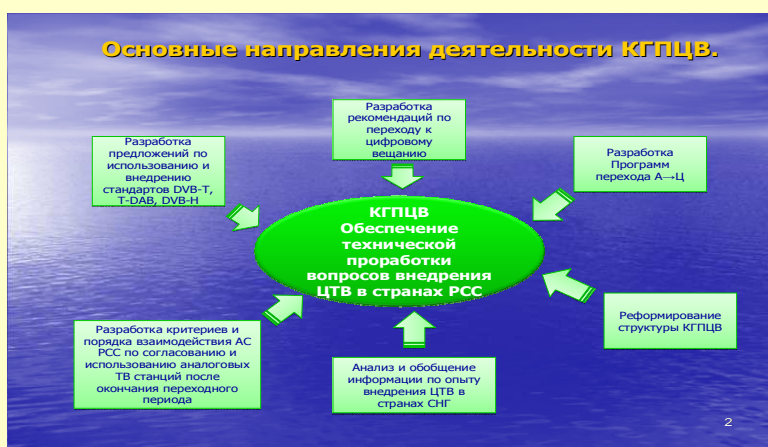 Основные направления деятельности КГПЦВ.
Разработка
рекомендаций по
переходу к
цифровому
вещанию
Разработка
предложений по
использованию и
внедрению
стандартов DVB-T,
T-DAB, DVB-H
Разработка
Программ
перехода А→Ц
КГПЦВ
Обеспечение
технической
проработки
вопросов внедрения
ЦТВ в странах РСС
Реформирование
структуры КГПЦВ
Разработка критериев и
порядка взаимодействия АС
РСС по согласованию и
использованию аналоговых
ТВ станций после
окончания переходного
периода
Анализ и обобщение
информации по опыту
внедрения ЦТВ в
странах СНГ
2